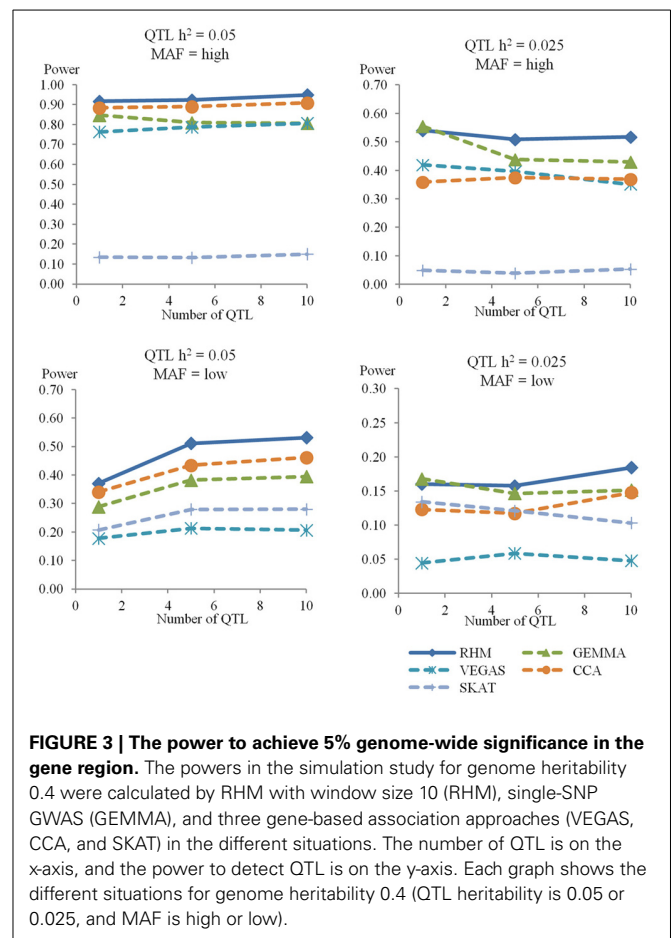 QTL h² = 0.05
MAF = high
Power
1.00
0.90
0.80
0.70
0.60
0.50
0.40
0.30
0.20
0.10
0.00
0 2 4 6 8 10
Number of QTL
QTL h² = 0.025
MAF = high
Power
0.70
0.60
0.50
0.40
0.30
0.20
0.10
0.00
0 2 4 6 8 10
Number of QTL
QTL h² = 0.05
MAF = low
Power
0.70
0.60
0.50
0.40
0.30
0.20
0.10
0.00
0 2 4 6 8 10
Number of QTL
QTL h² = 0.025
MAF = low
Power
0.30
0.25
0.20
0.15
0.10
0.05
0.00
0 2 4 6 8 10
Number of QTL
RHM GEMMA
VEGAS CCA
SKAT
FIGURE 3 | The power to achieve 5% genome-wide significance in the
gene region. The powers in the simulation study for genome heritability
0.4 were calculated by RHM with window size 10 (RHM), single-SNP
GWAS (GEMMA), and three gene-based association approaches (VEGAS,
CCA, and SKAT) in the different situations. The number of QTL is on the
x-axis, and the power to detect QTL is on the y-axis. Each graph shows the
different situations for genome heritability 0.4 (QTL heritability is 0.05 or
0.025, and MAF is high or low).